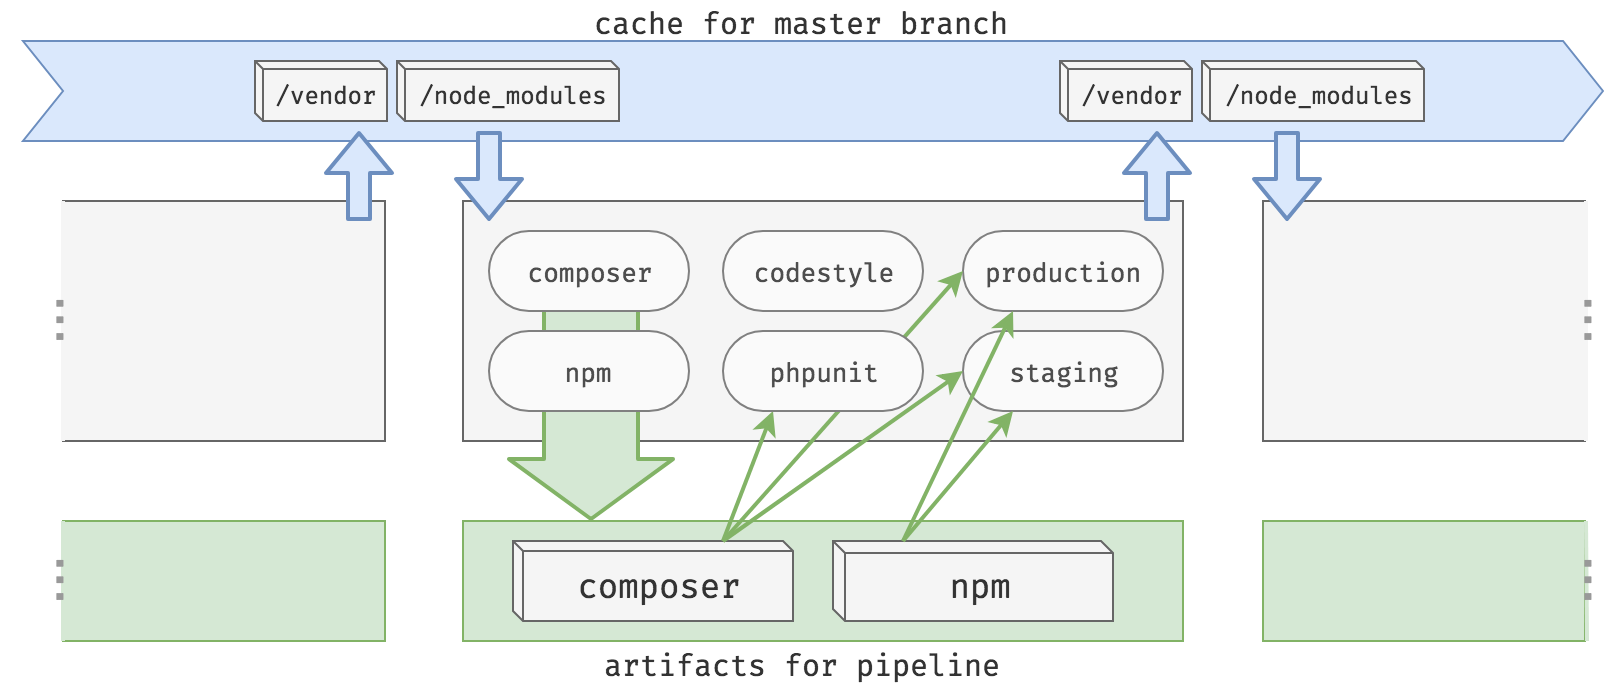 cache for master branch
/vendor /node_modules /vendor /node_modules
composer codestyle production
npm phpunit staging
composer npm
artifacts for pipeline